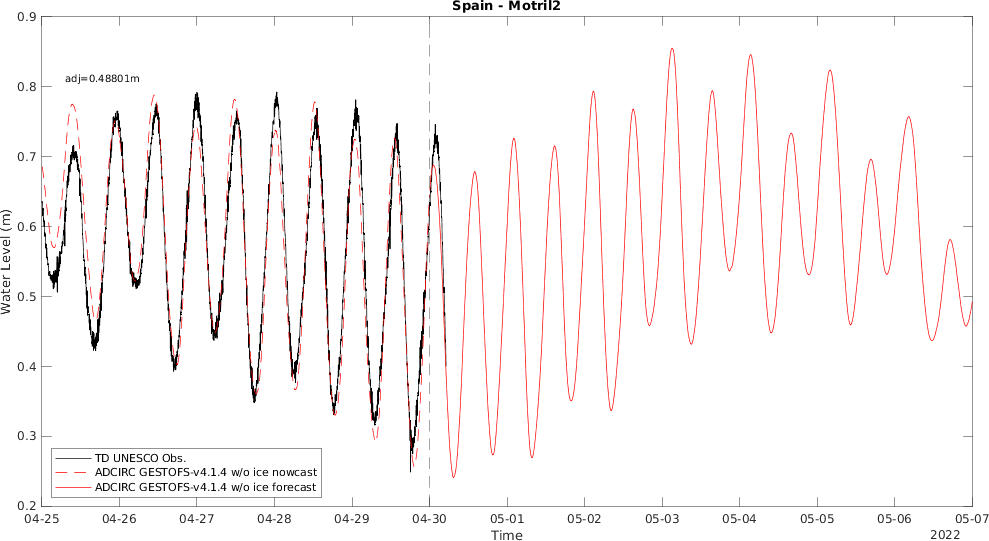 Spain - Motril2
adj=0.48801m
Water Level (m)
0.9
0.8
0.7
0.6
0.5
0.4
0.3
0.2
TD UNESCO Obs.
ADCIRC GESTOFS-v4.1.4 w/o ice nowcast
ADCIRC GESTOFS-v4.1.4 w/o ice forecast
04-25 04-26 04-27 04-28 04-29 04-30 05-01 05-02 05-03 05-04 05-05 05-06 05-07
Time
2022